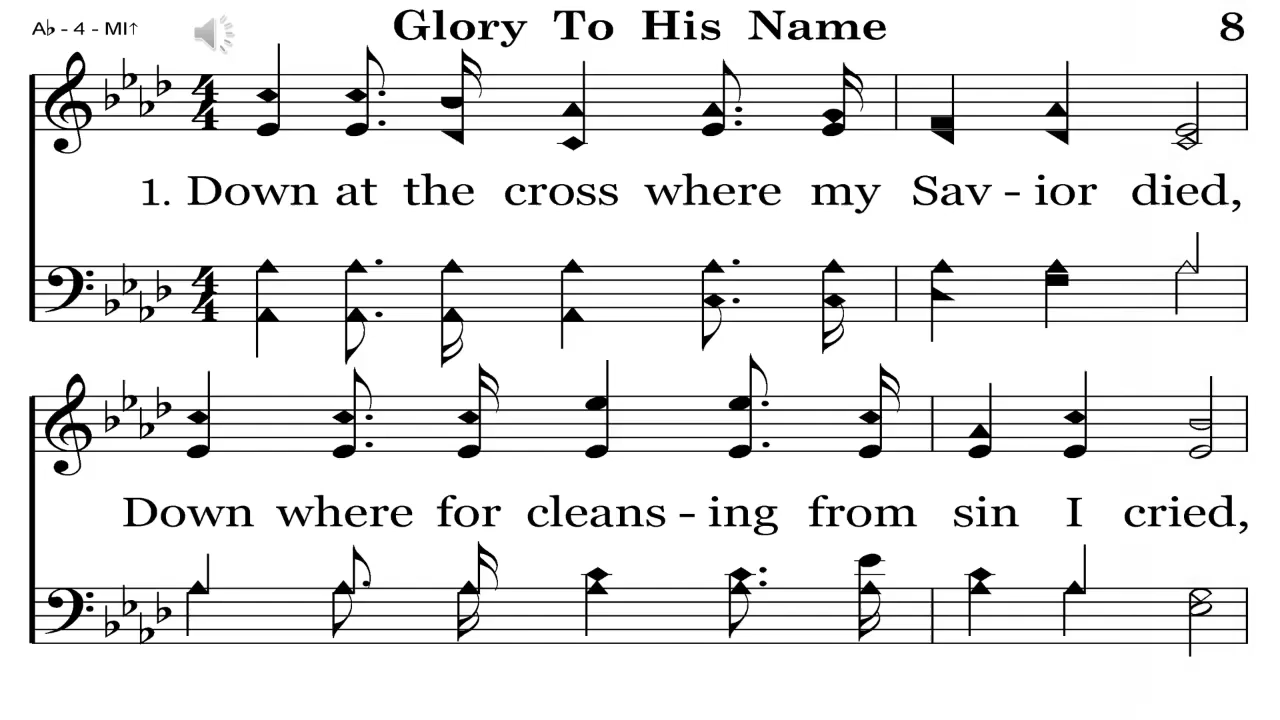 A♭ - 4 - MI↑
Glory To His Name
8
1. Down at the cross where my Sav - ior died,
Down where for cleans - ing from sin I cried,